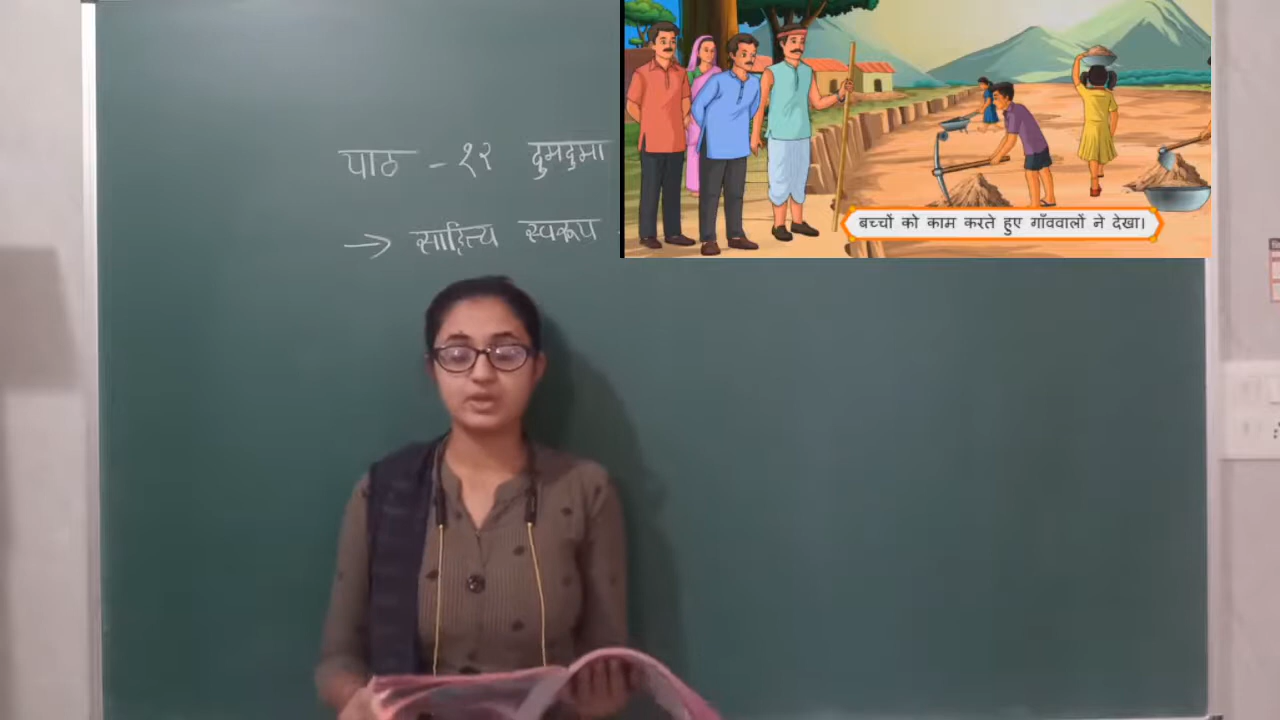 पाठ - १२ दुमदुमा
→ साहित्य स्वरूप
बच्चों को काम करते हुए गाँववालों ने देखा।